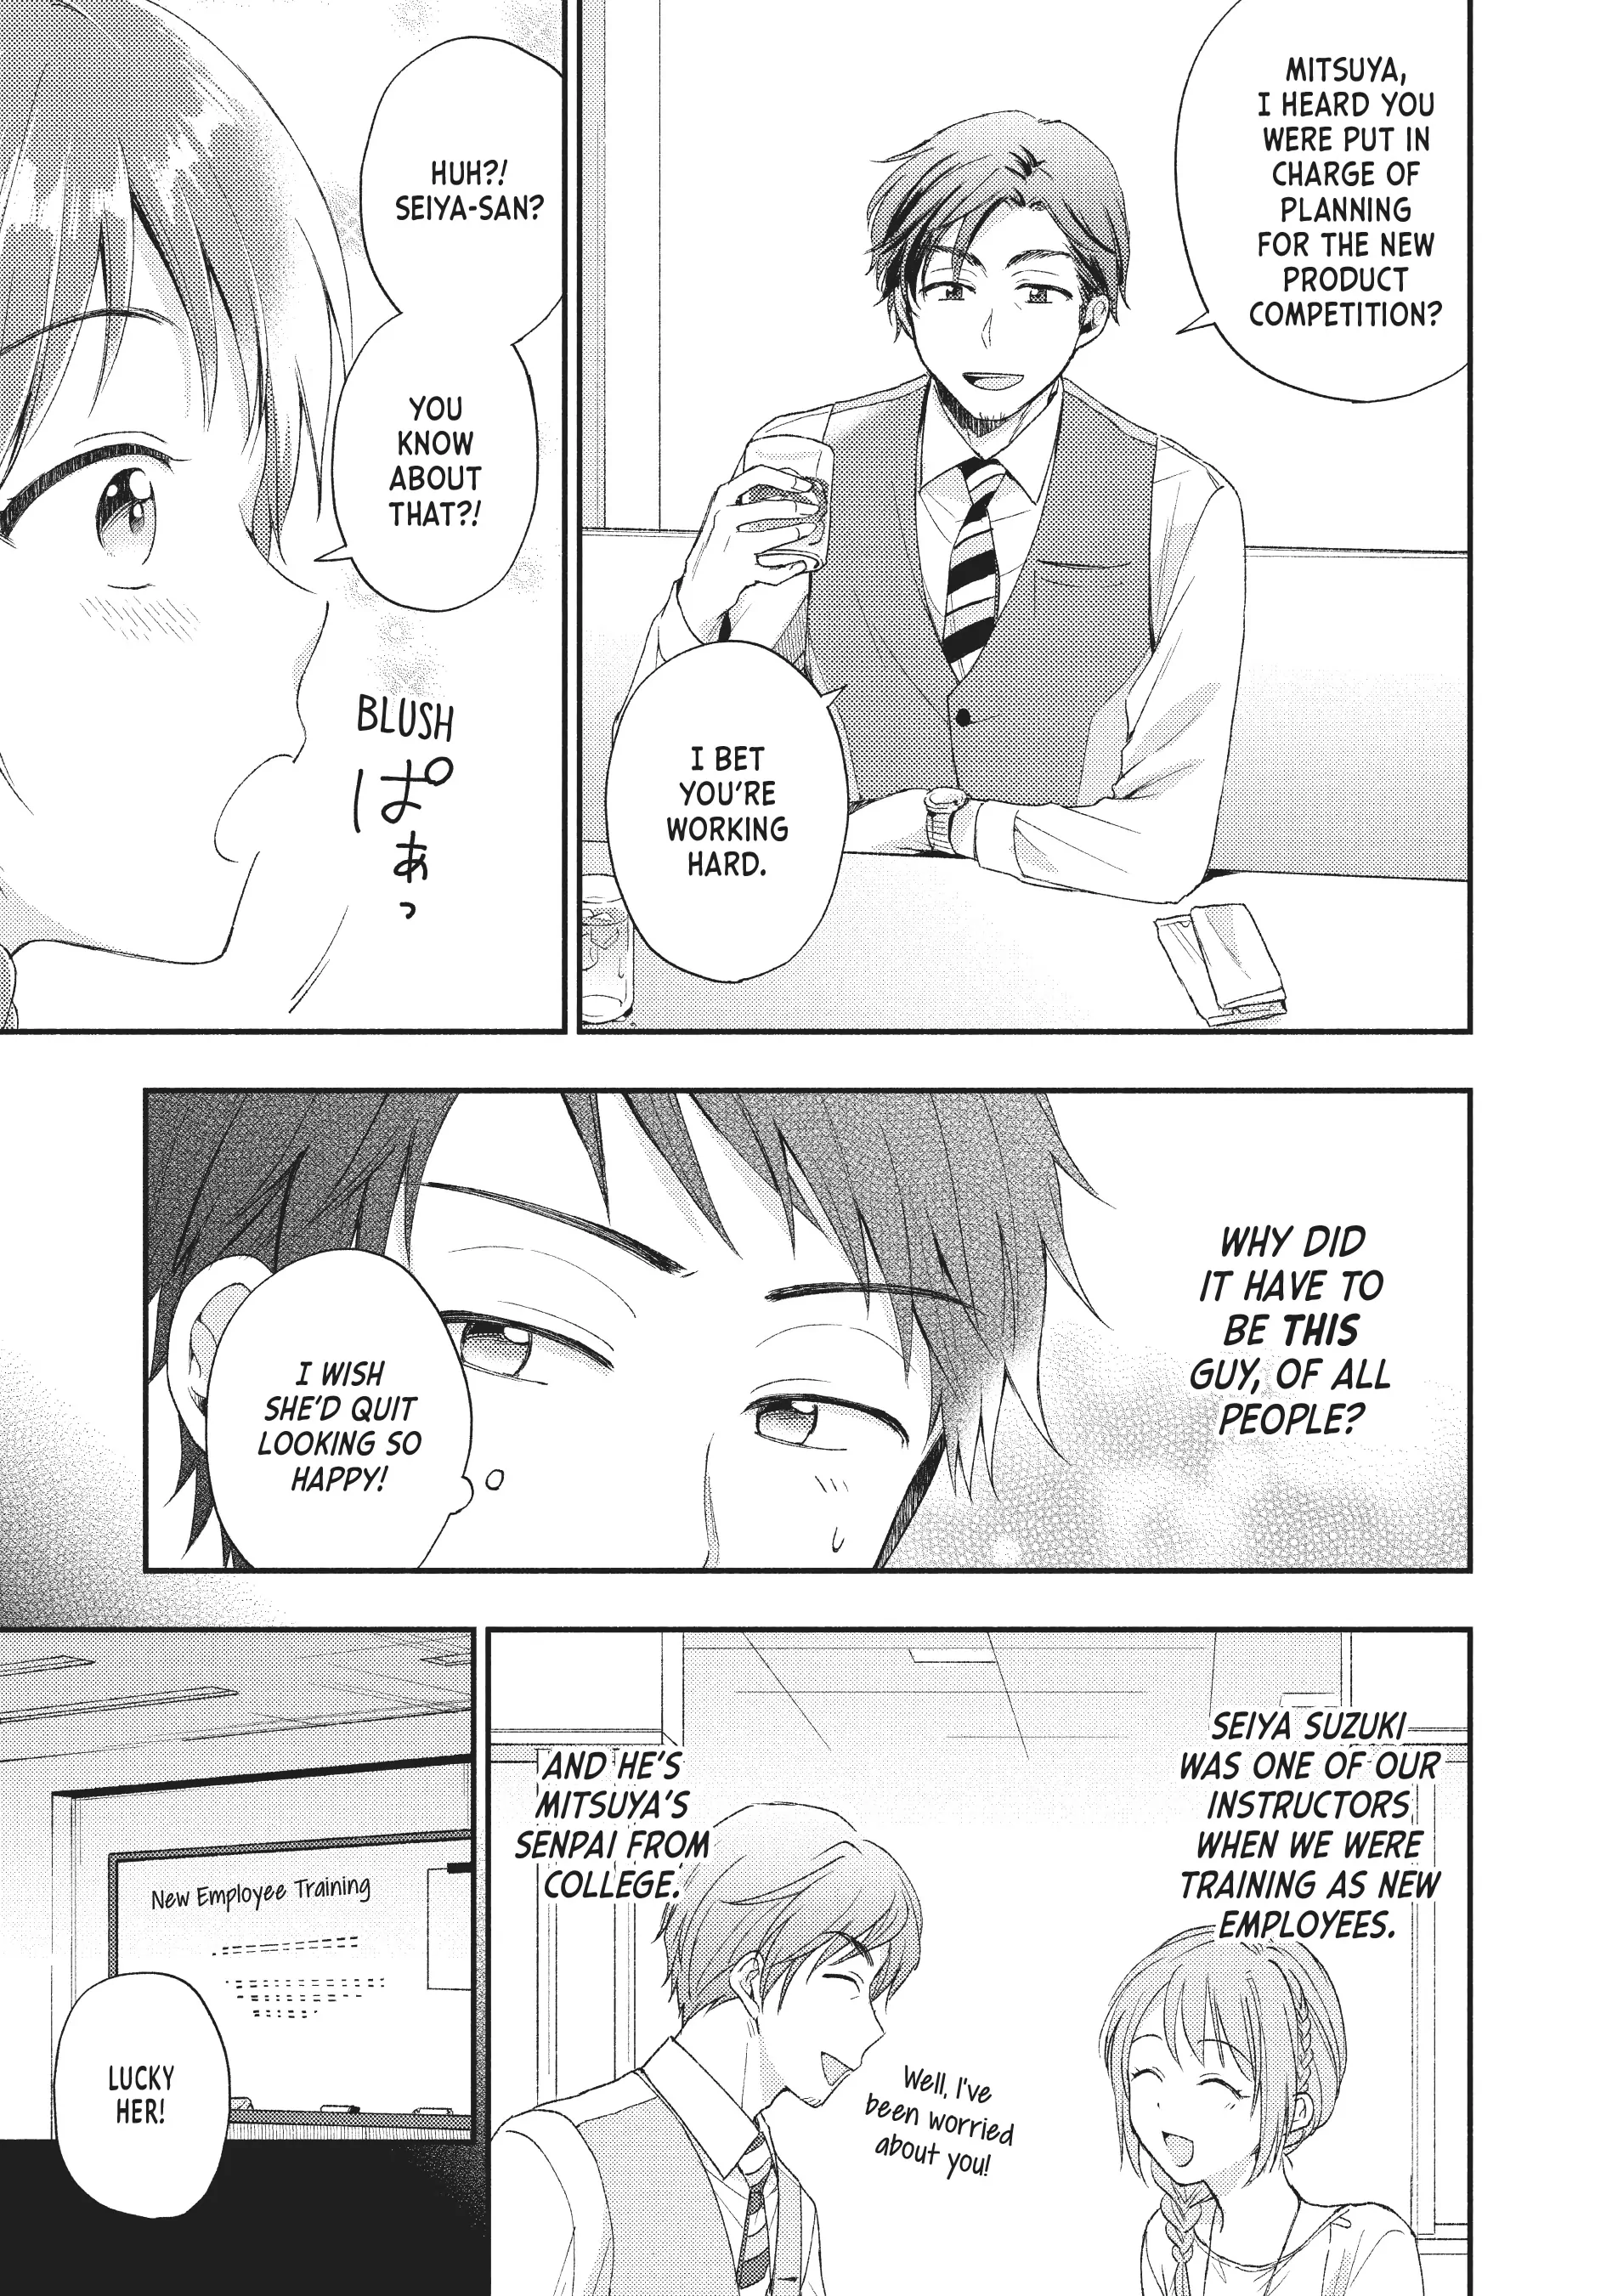 MITSUYA,
I HEARD YOU
WERE PUT IN
CHARGE OF
PLANNING
FOR THE NEW
PRODUCT
COMPETITION?
I BET
YOU'RE
WORKING
HARD.
HUH?!
SEIYA-SAN?
YOU
KNOW
ABOUT
THAT?!
BLUSH
ぱぁっ
WHY DID
IT HAVE TO
BE THIS
GUY, OF ALL
PEOPLE?
I WISH
SHE'D QUIT
LOOKING SO
HAPPY!
SEIYA SUZUKI
WAS ONE OF OUR
INSTRUCTORS
WHEN WE WERE
TRAINING AS NEW
EMPLOYEES.
AND HE'S
MITSUYA'S
SENPAI FROM
COLLEGE.
Well, I've
been worried
about you!
New Employee Training
LUCKY
HER!